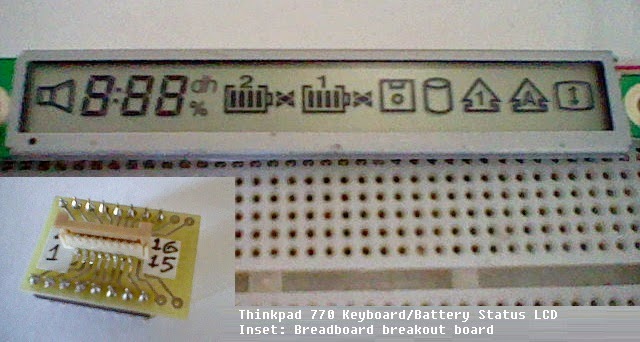 8:88 dh
%
2
1
1
A
1
16
15
Thinkpad 770 Keyboard/Battery Status LCD
Inset: Breadboard breakout board